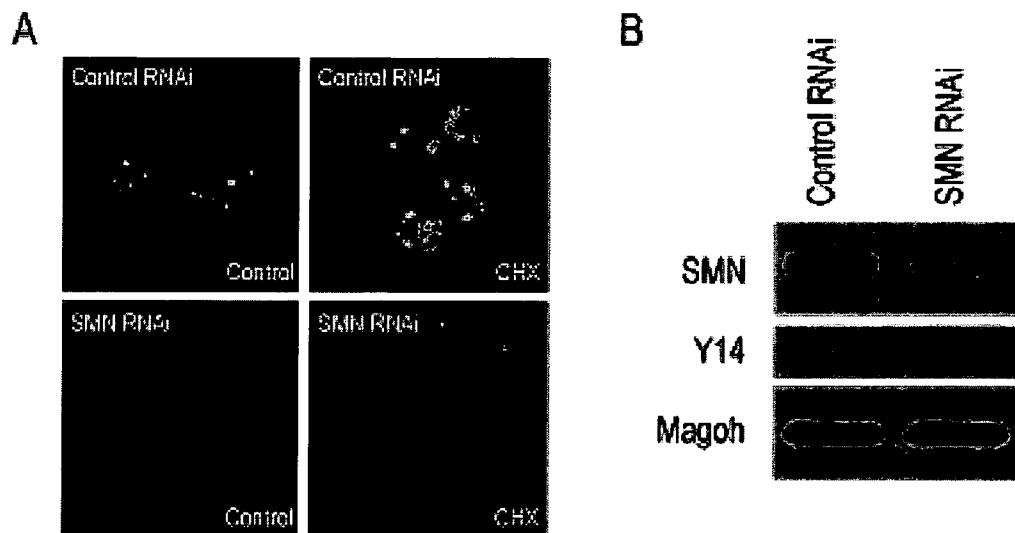 A
Control RNAi
Control
Control RNAi
CHX
SMN RNAi
Control
SMN RNAi
CHX
B
Control RNAi
SMN RNAi
SMN
Y14
Magoh